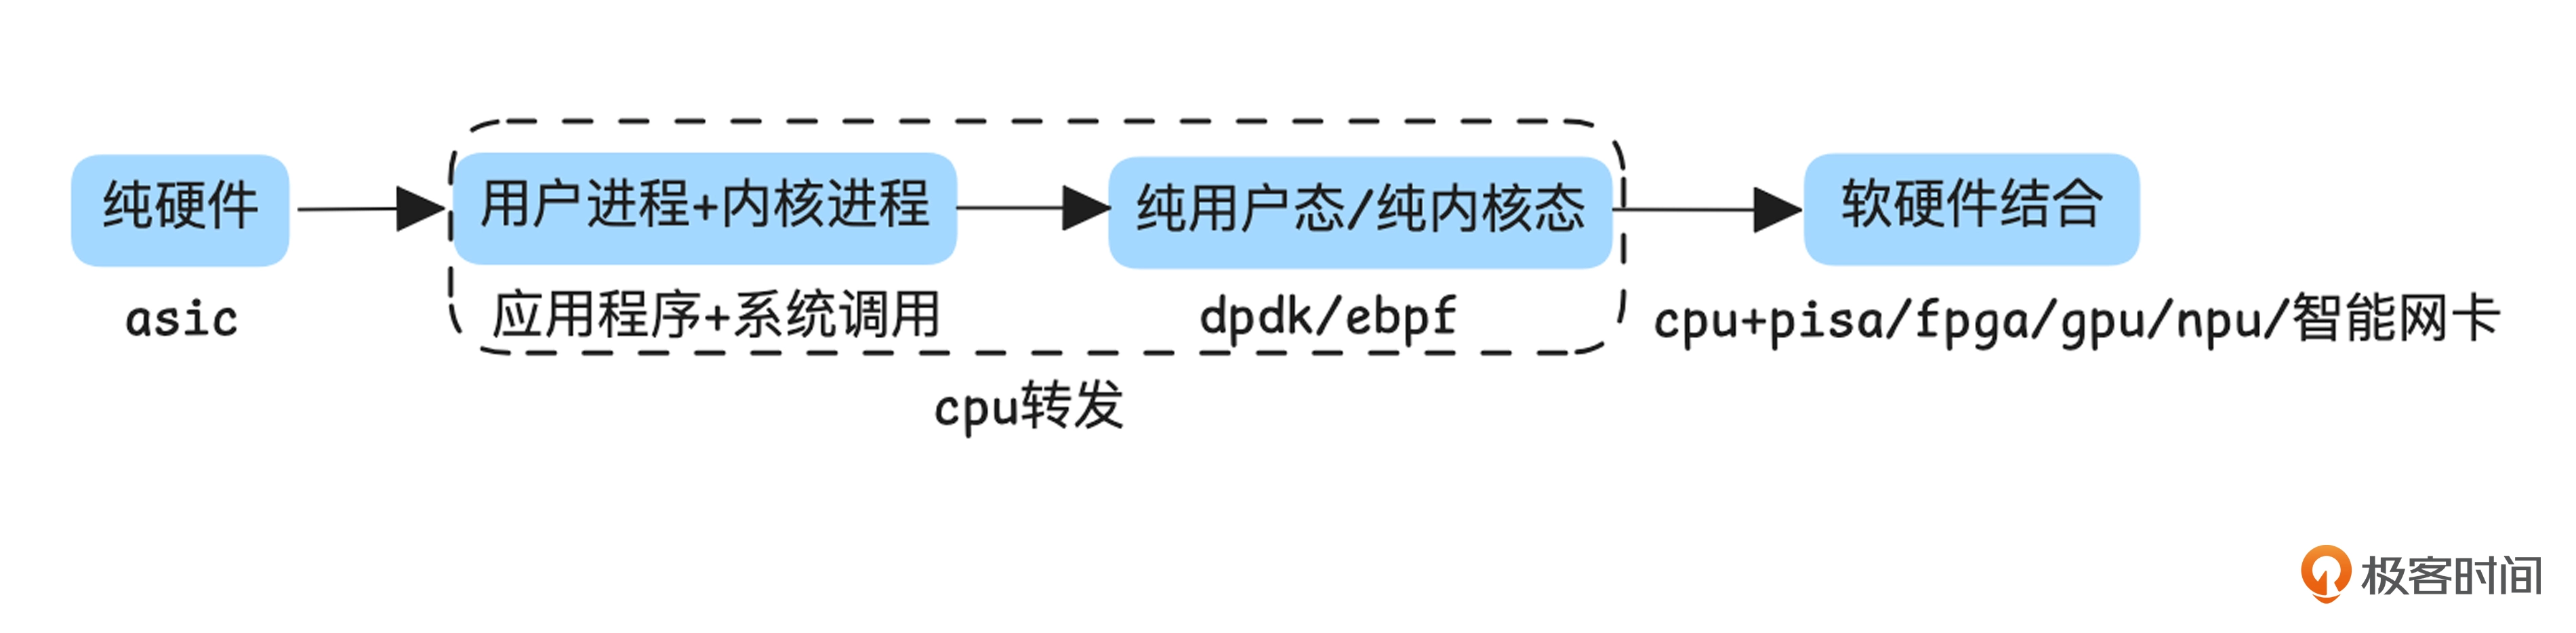 纯硬件
用户进程+内核进程
纯用户态/纯内核态
软硬件结合
asic
应用程序+系统调用
dpdk/ebpf
cpu+pisa/fpga/gpu/npu/智能网卡
cpu转发
极客时间